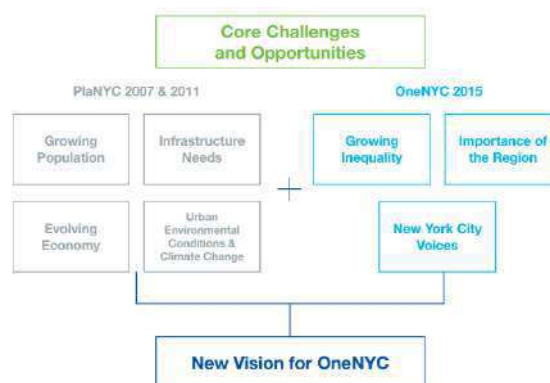 Core Challenges
and Opportunities
PlaNYC 2007 & 2011
OneNYC 2015
Growing
Population
Infrastructure
Needs
Growing
Inequality
Importance of
the Region
Evolving
Economy
Urban
Environmental
Conditions &
Climate Change
New York City
Voices
New Vision for OneNYC